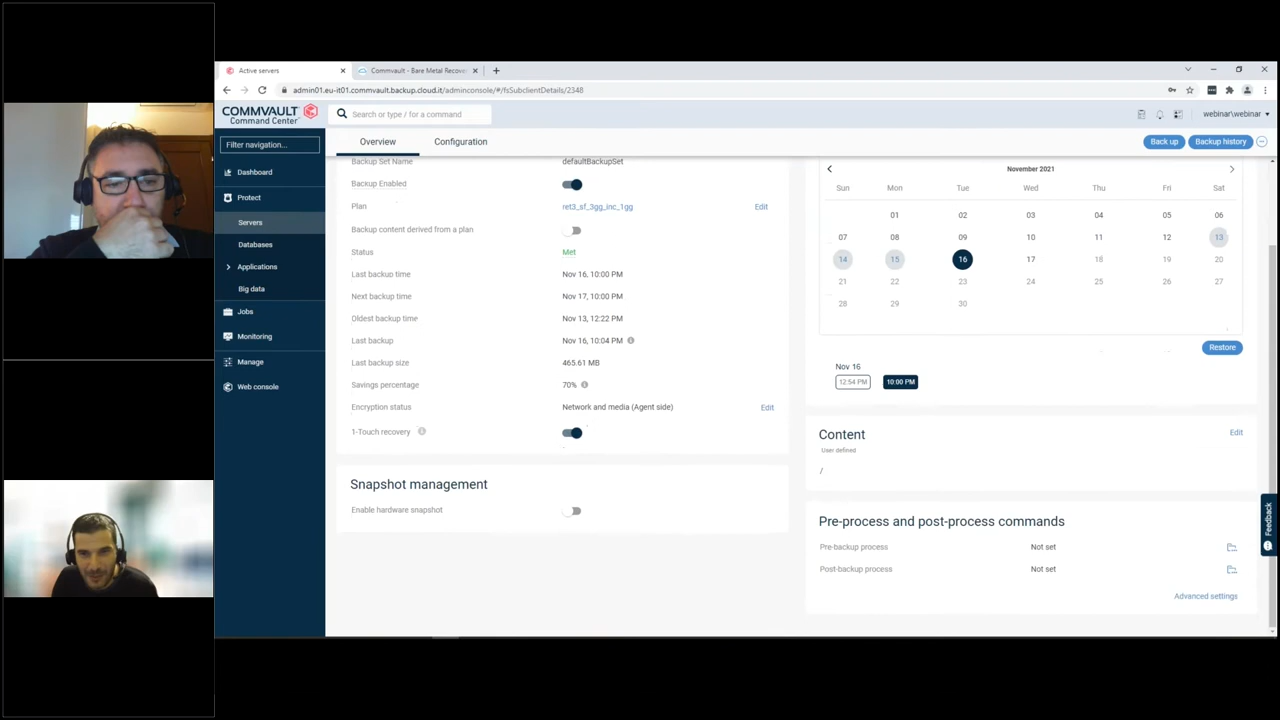 Active servers
Commvault - Bare Metal Recove
admin01.eu-it01.commvault.backup.cloud.it/adminconsole/#/fsSubclientDetails/2348
COMMVAULT
Command Center
Search or type / for a command
webinar\webinar
Filter navigation...
Dashboard
Protect
Servers
Databases
Applications
Big data
Jobs
Monitoring
Manage
Web console
Overview
Configuration
Back up
Backup history
Backup Set Name defaultBackupSet
Backup Enabled
Plan ret3_sf_3gg_inc_1gg Edit
Backup content derived from a plan
Status Met
Last backup time Nov 16, 10:00 PM
Next backup time Nov 17, 10:00 PM
Oldest backup time Nov 13, 12:22 PM
Last backup Nov 16, 10:04 PM
Last backup size 465.61 MB
Savings percentage 70%
Encryption status Network and media (Agent side) Edit
1-Touch recovery
Snapshot management
Enable hardware snapshot
November 2021
Sun Mon Tue Wed Thu Fri Sat
01 02 03 04 05 06
07 08 09 10 11 12 13
14 15 16 17 18 19 20
21 22 23 24 25 26 27
28 29 30
Restore
Nov 16
12:54 PM 10:00 PM
Content Edit
User defined
/
Pre-process and post-process commands
Pre-backup process Not set
Post-backup process Not set
Advanced settings
Feedback